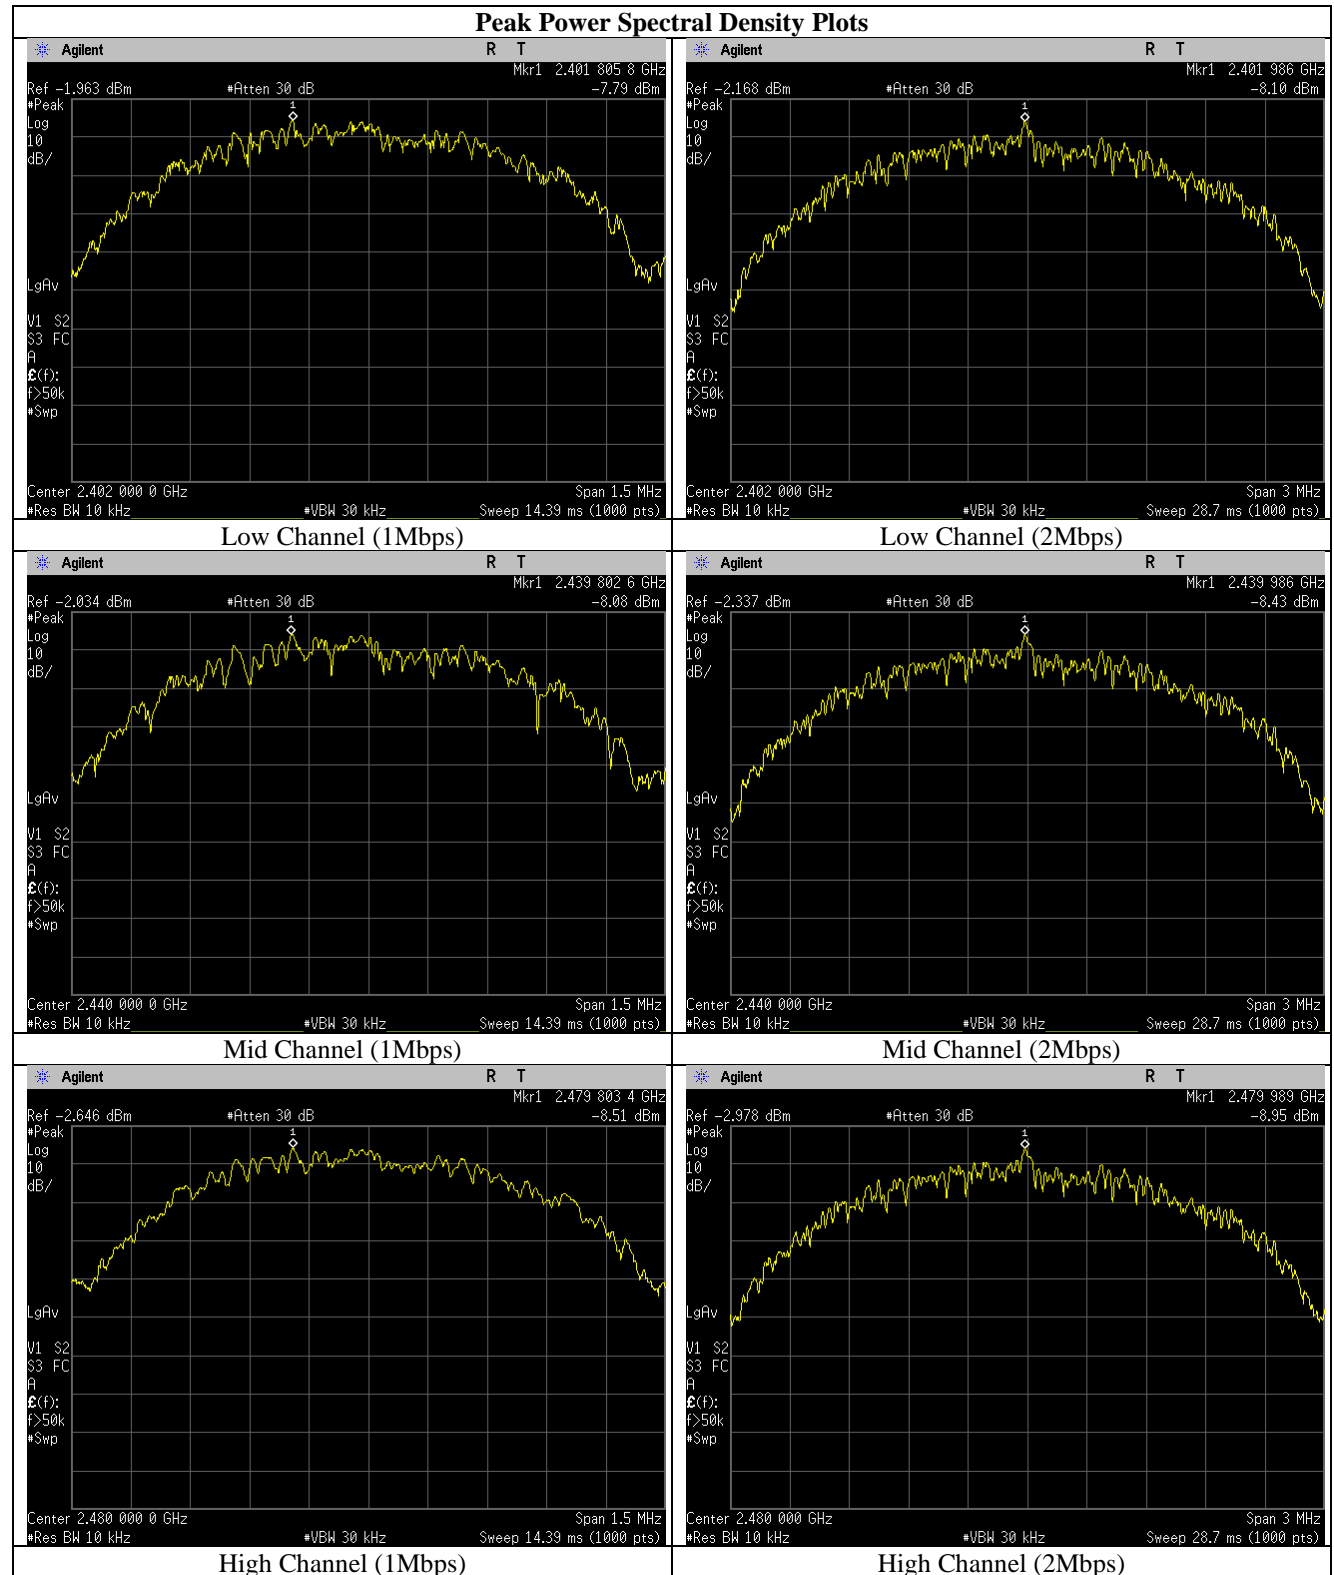 Peak Power Spectral Density Plots
Agilent R T
Mkr1 2.401 805 8 GHz
Ref -1.963 dBm #Atten 30 dB -7.79 dBm
#Peak
1
Log
10
dB/
LgAv
V1 S2
S3 FC
A
£(f):
f>50k
#Swp
Center 2.402 000 0 GHz Span 1.5 MHz
#Res BW 10 kHz #VBW 30 kHz Sweep 14.39 ms (1000 pts)
Low Channel (1Mbps)
Agilent R T
Mkr1 2.401 986 GHz
Ref -2.168 dBm #Atten 30 dB -8.10 dBm
#Peak
1
Log
10
dB/
LgAv
V1 S2
S3 FC
A
£(f):
f>50k
#Swp
Center 2.402 000 GHz Span 3 MHz
#Res BW 10 kHz #VBW 30 kHz Sweep 28.7 ms (1000 pts)
Low Channel (2Mbps)
Agilent R T
Mkr1 2.439 802 6 GHz
Ref -2.034 dBm #Atten 30 dB -8.08 dBm
#Peak
1
Log
10
dB/
LgAv
V1 S2
S3 FC
A
£(f):
f>50k
#Swp
Center 2.440 000 0 GHz Span 1.5 MHz
#Res BW 10 kHz #VBW 30 kHz Sweep 14.39 ms (1000 pts)
Mid Channel (1Mbps)
Agilent R T
Mkr1 2.439 986 GHz
Ref -2.337 dBm #Atten 30 dB -8.43 dBm
#Peak
1
Log
10
dB/
LgAv
V1 S2
S3 FC
A
£(f):
f>50k
#Swp
Center 2.440 000 GHz Span 3 MHz
#Res BW 10 kHz #VBW 30 kHz Sweep 28.7 ms (1000 pts)
Mid Channel (2Mbps)
Agilent R T
Mkr1 2.479 803 4 GHz
Ref -2.646 dBm #Atten 30 dB -8.51 dBm
#Peak
1
Log
10
dB/
LgAv
V1 S2
S3 FC
A
£(f):
f>50k
#Swp
Center 2.480 000 0 GHz Span 1.5 MHz
#Res BW 10 kHz #VBW 30 kHz Sweep 14.39 ms (1000 pts)
High Channel (1Mbps)
Agilent R T
Mkr1 2.479 989 GHz
Ref -2.978 dBm #Atten 30 dB -8.95 dBm
#Peak
1
Log
10
dB/
LgAv
V1 S2
S3 FC
A
£(f):
f>50k
#Swp
Center 2.480 000 GHz Span 3 MHz
#Res BW 10 kHz #VBW 30 kHz Sweep 28.7 ms (1000 pts)
High Channel (2Mbps)